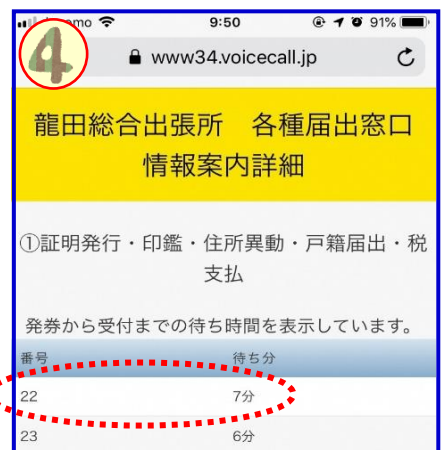 9:50
91%
4
www34.voicecall.jp
龍田総合出張所 各種届出窓口
情報案内詳細
①証明発行・印鑑・住所異動・戸籍届出・税
支払
発券から受付までの待ち時間を表示しています。
番号 待ち分
22 7分
23 6分